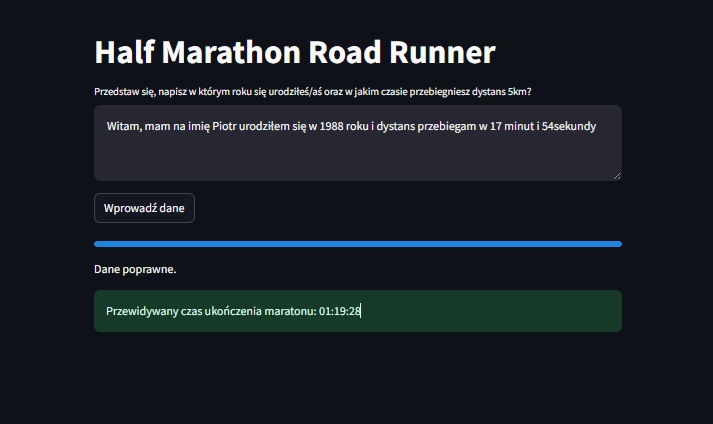 Half Marathon Road Runner
Przedstaw się, napisz w którym roku się urodziłeś/aś oraz w jakim czasie przebiegniesz dystans 5km?
Witam, mam na imię Piotr urodziłem się w 1988 roku i dystans przebiegam w 17 minut i 54sekundy
Wprowadź dane
Dane poprawne.
Przewidywany czas ukończenia maratonu: 01:19:28